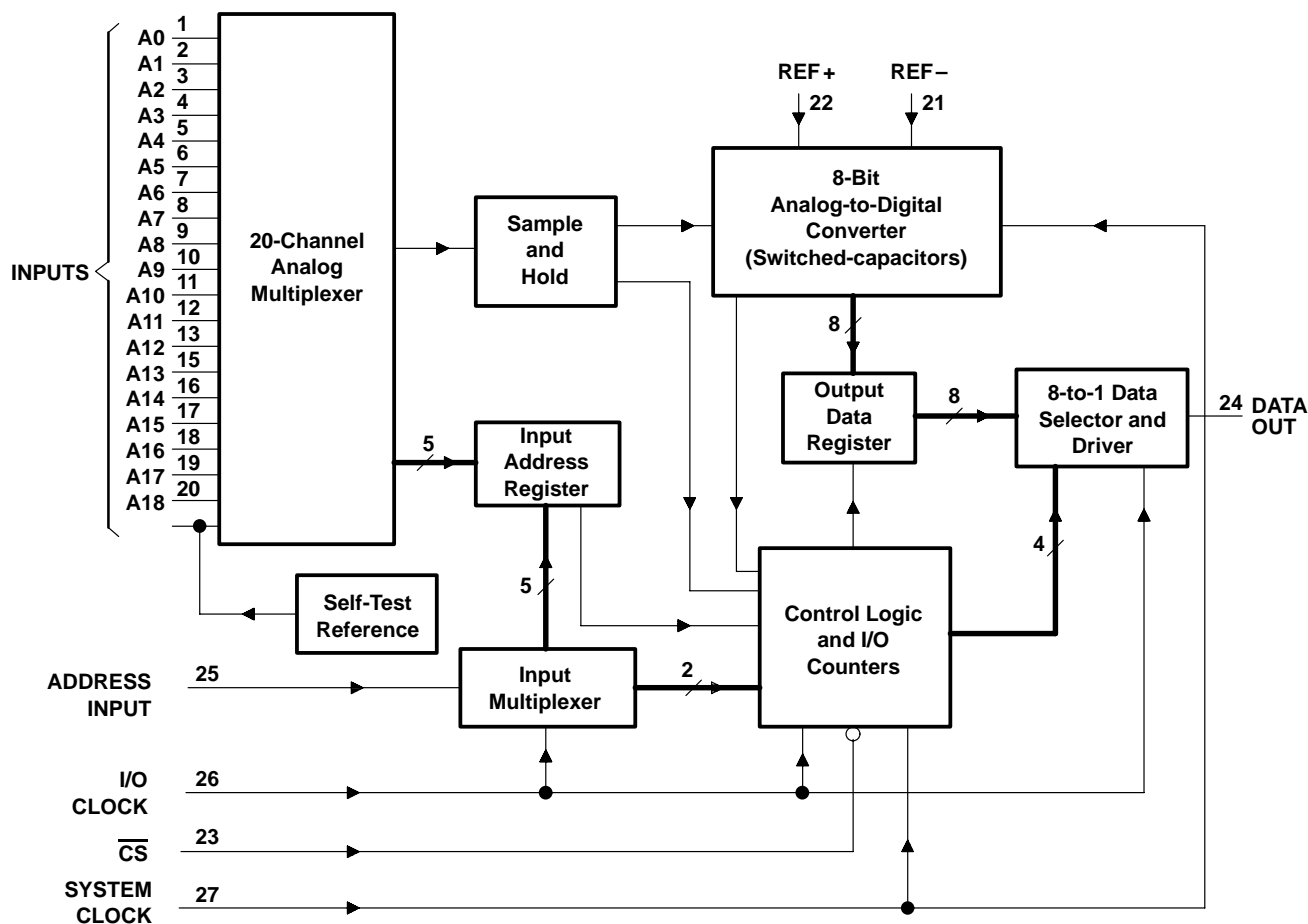 INPUTS
A0 1
A1 2
A2 3
A3 4
A4 5
A5 6
A6 7
A7 8
A8 9
A9 10
A10 11
A11 12
A12 13
A13 15
A14 16
A15 17
A16 18
A17 19
A18 20
20-Channel
Analog
Multiplexer
Sample
and
Hold
REF+
22
REF–
21
8-Bit
Analog-to-Digital
Converter
(Switched-capacitors)
8
Output
Data
Register
8
8-to-1 Data
Selector and
Driver
24 DATA
OUT
5
Input
Address
Register
5
4
Self-Test
Reference
Control Logic
and I/O
Counters
ADDRESS
INPUT
25
Input
Multiplexer
2
I/O
CLOCK
26
C̅S̅
23
SYSTEM
CLOCK
27